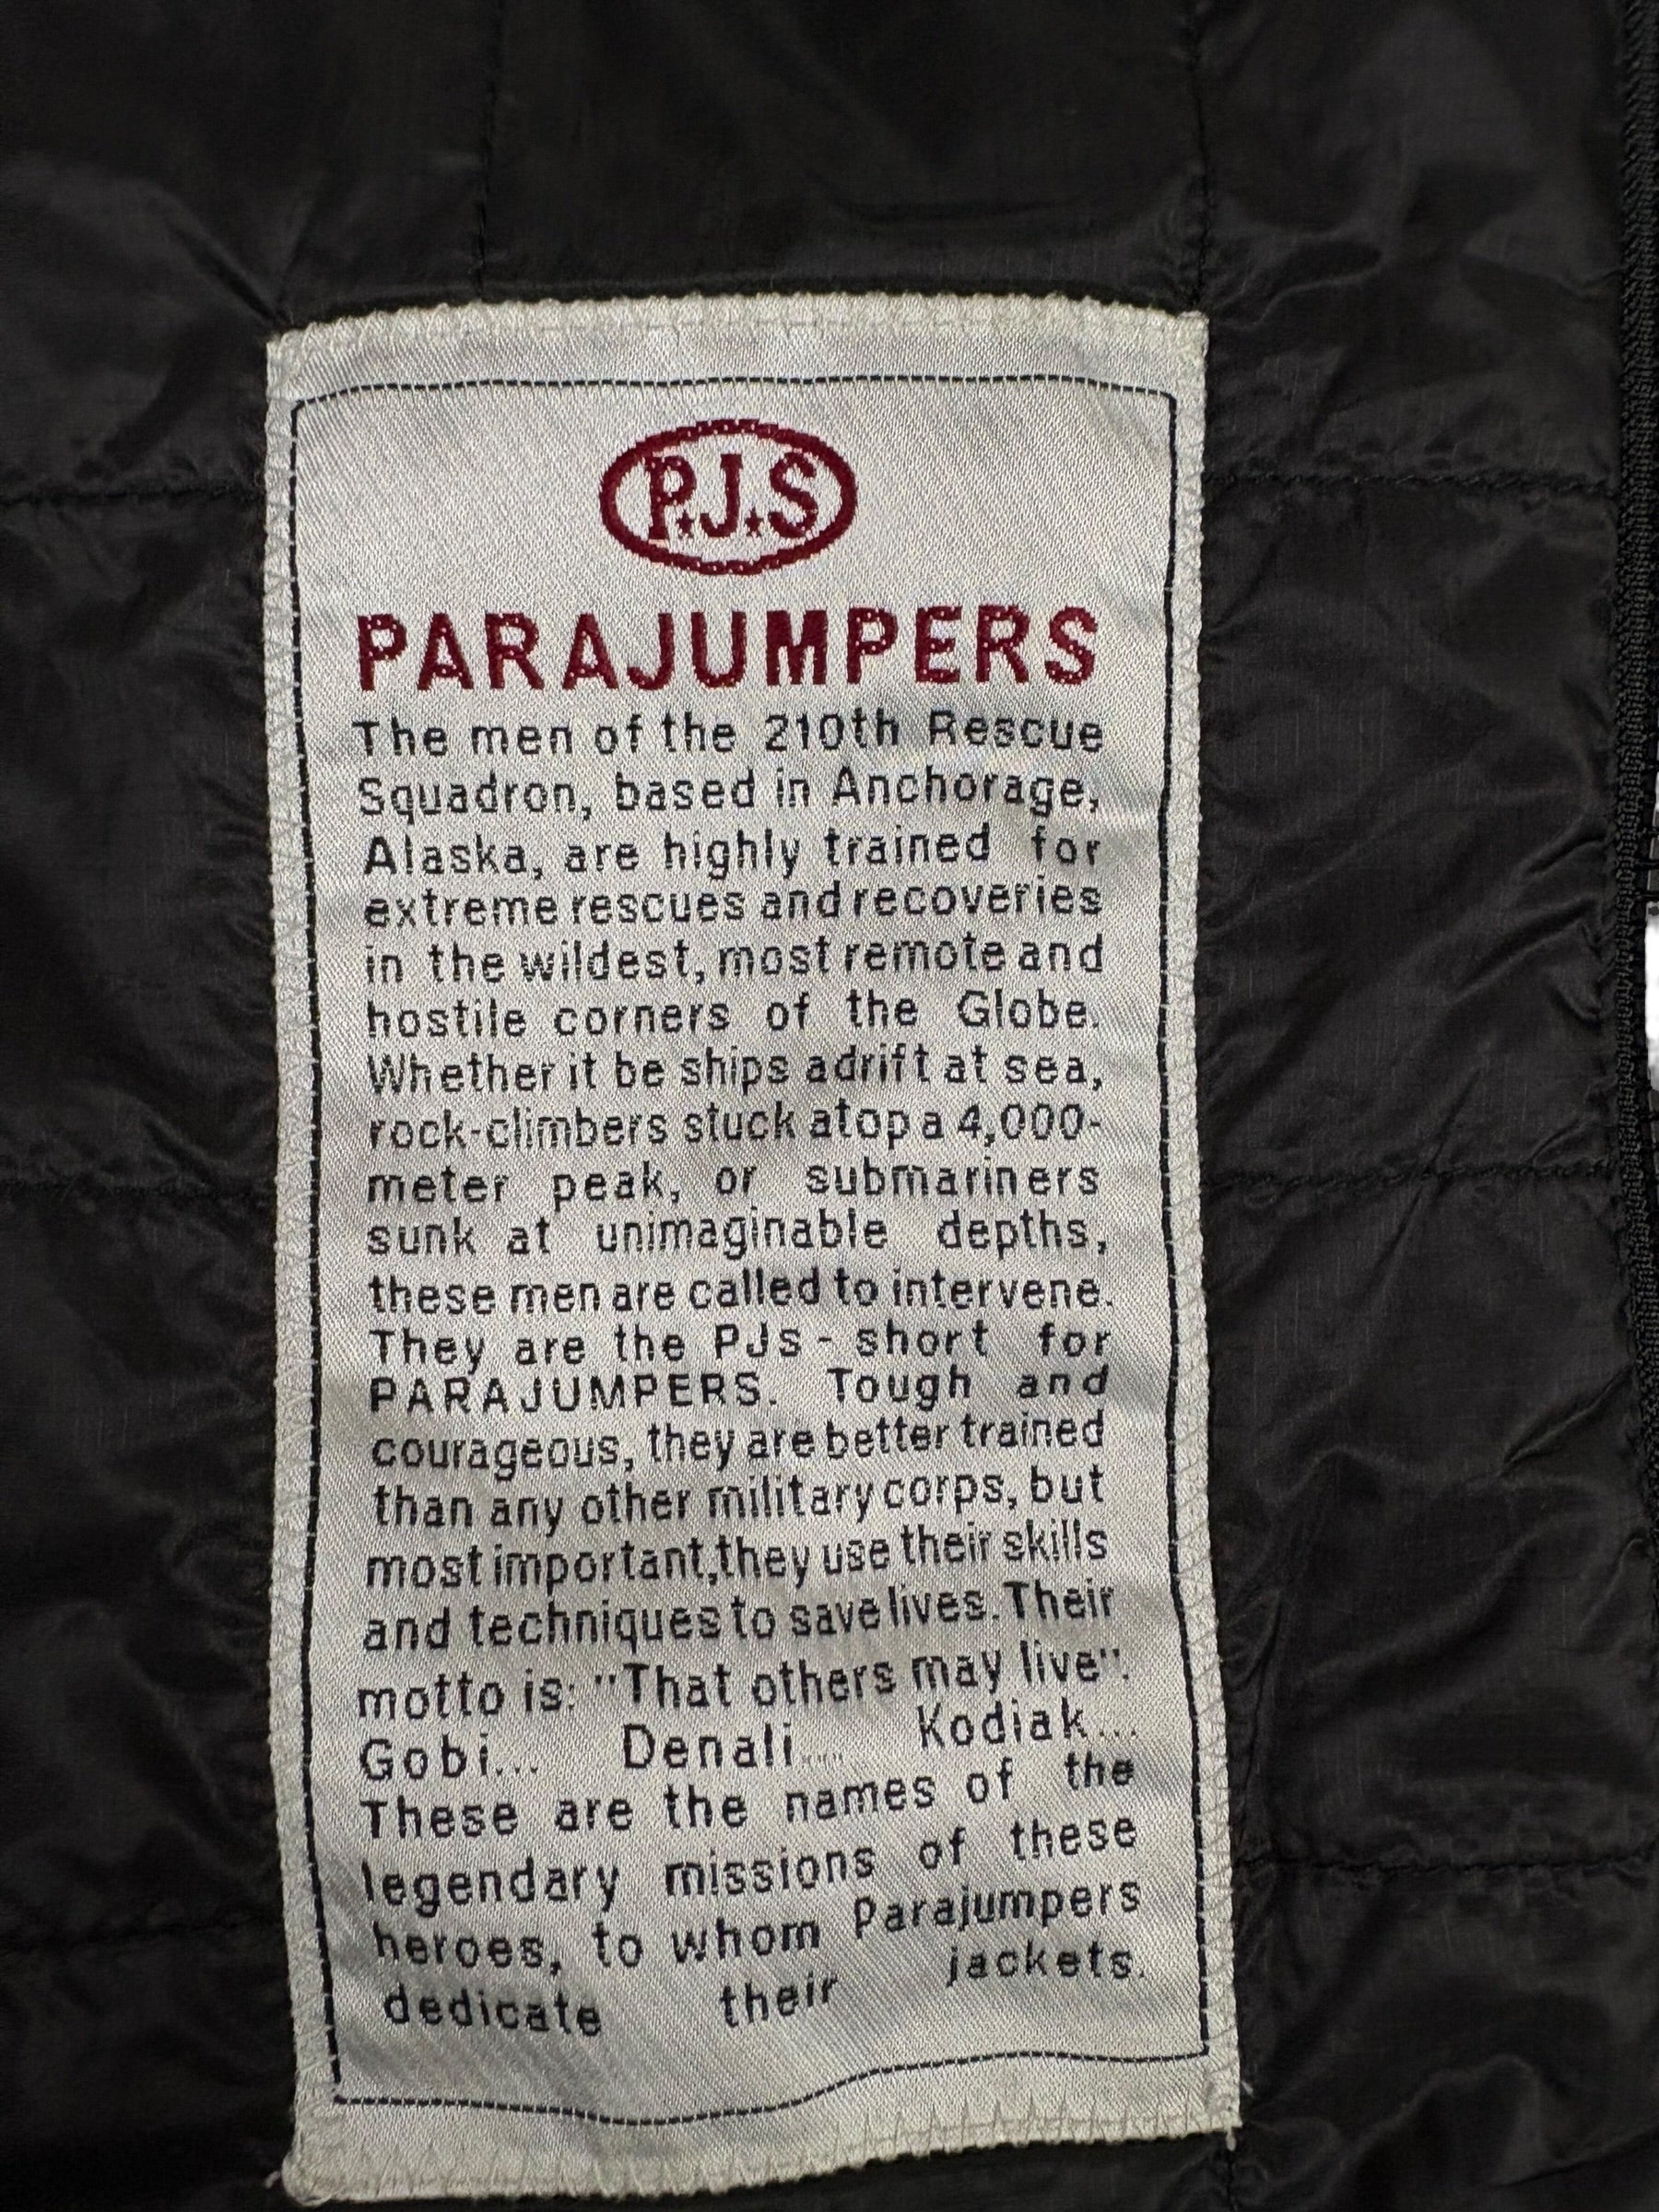 P.J.S
PARAJUMPERS
The men of the 210th Rescue
Squadron, based in Anchorage,
Alaska, are highly trained for
extreme rescues and recoveries
in the wildest, most remote and
hostile corners of the Globe.
Whether it be ships adrift at sea,
rock-climbers stuck atop a 4,000-
meter peak, or submariners
sunk at unimaginable depths,
these men are called to intervene.
They are the PJs - short for
PARAJUMPERS. Tough and
courageous, they are better trained
than any other military corps, but
most important,they use their skills
and techniques to save lives. Their
motto is: "That others may live".
Gobi... Denali... Kodiak...
These are the names of the
legendary missions of these
heroes, to whom Parajumpers
dedicate their jackets.